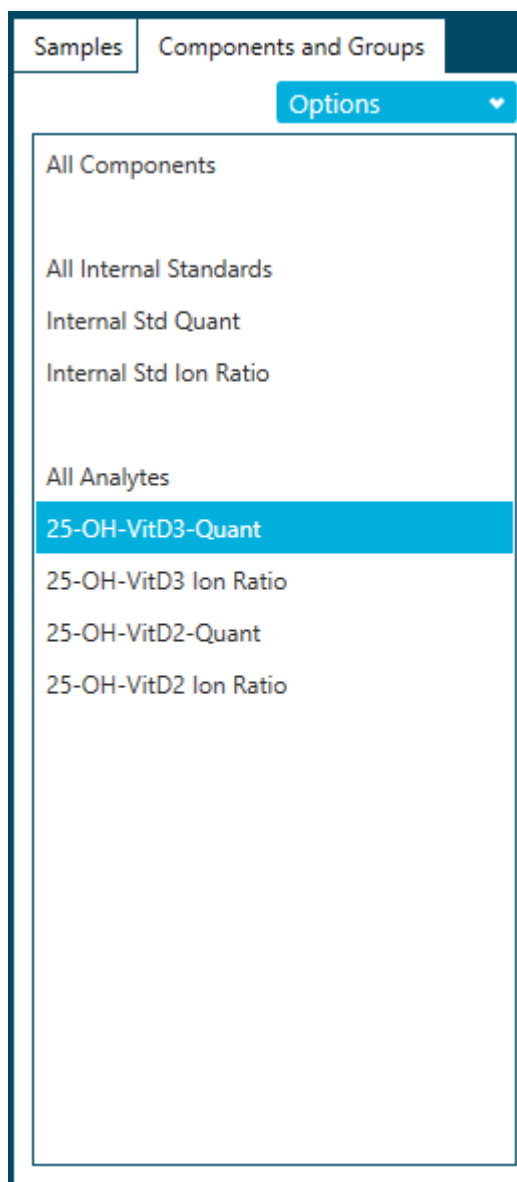 Samples
Components and Groups
Options
All Components
All Internal Standards
Internal Std Quant
Internal Std Ion Ratio
All Analytes
25-OH-VitD3-Quant
25-OH-VitD3 Ion Ratio
25-OH-VitD2-Quant
25-OH-VitD2 Ion Ratio